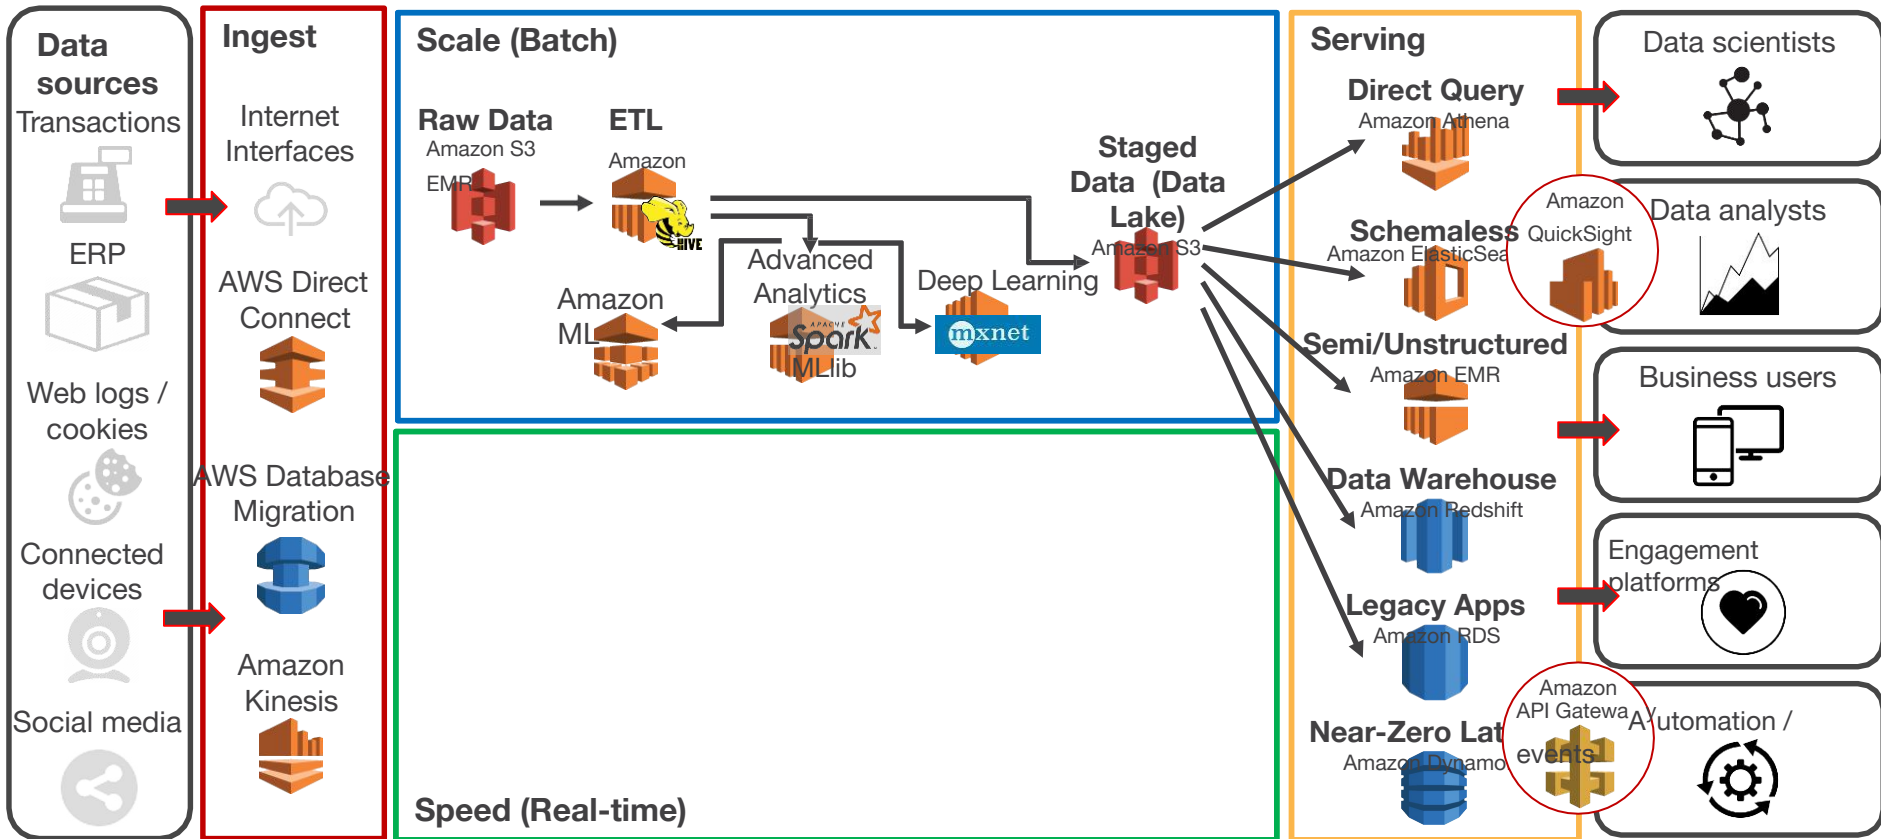 Data
sources
Transactions
ERP
Web logs /
cookies
Connected
devices
Social media
Ingest
Internet
Interfaces
AWS Direct
Connect
AWS Database
Migration
Amazon
Kinesis
Scale (Batch)
Raw Data
Amazon S3
EMR
ETL
Amazon
HIVE
Advanced
Analytics
APACHE
Spark
MLlib
Amazon
ML
Deep Learning
mxnet
Staged
Data (Data
Lake)
Amazon S3
Speed (Real-time)
Serving
Direct Query
Amazon Athena
Schemaless
Amazon ElasticSea
Semi/Unstructured
Amazon EMR
Data Warehouse
Amazon Redshift
Legacy Apps
Amazon RDS
Near-Zero Lat
Amazon Dynamo
Amazon
QuickSight
Amazon
API Gateway
Data scientists
Data analysts
Business users
Engagement
platforms
Automation /
events